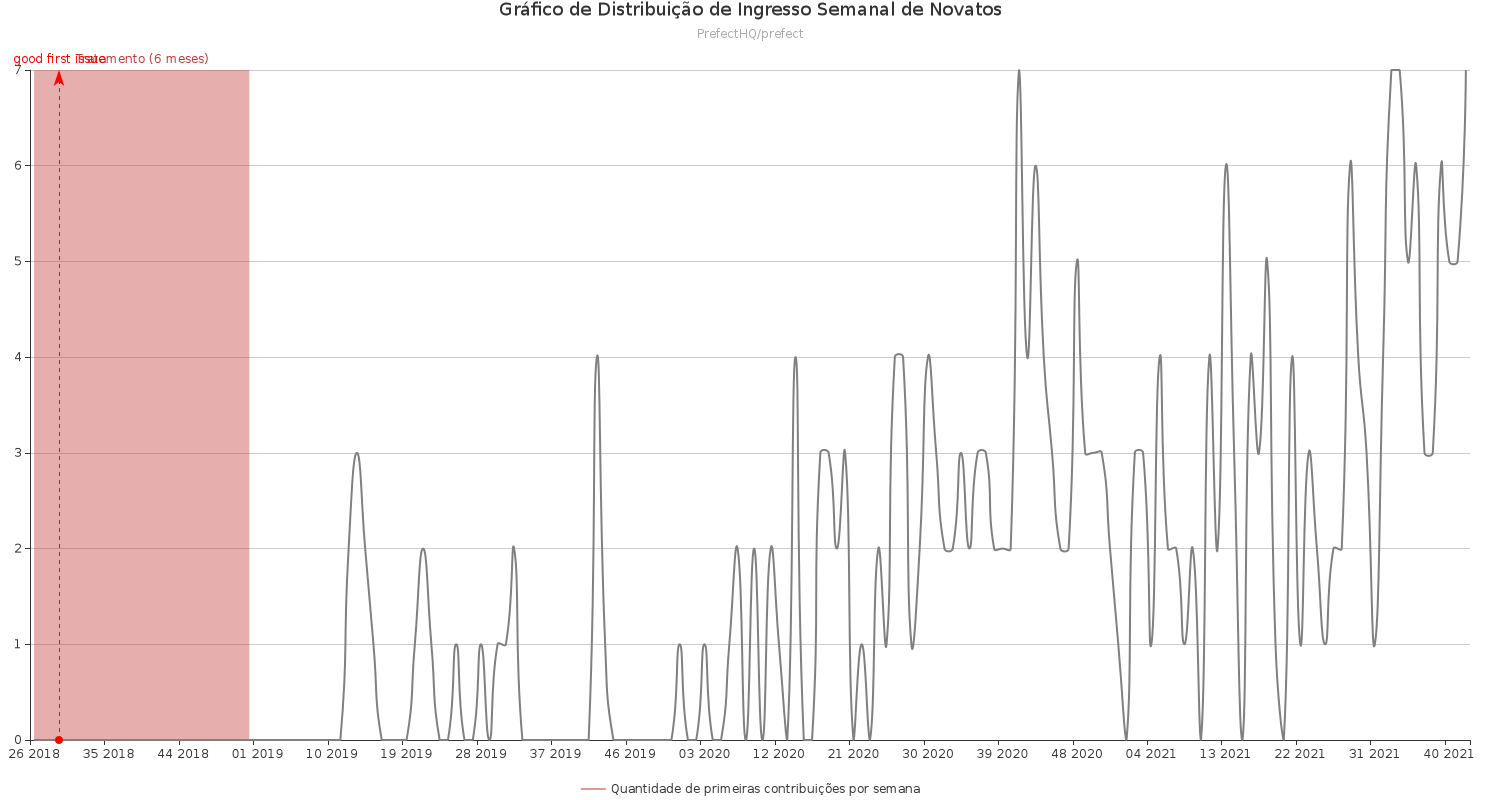 Gráfico de Distribuição de Ingresso Semanal de Novatos
PrefectHQ/prefect
good first issue Tratamento (6 meses)
7
6
5
4
3
2
1
0
26 2018 35 2018 44 2018 01 2019 10 2019 19 2019 28 2019 37 2019 46 2019 03 2020 12 2020 21 2020 30 2020 39 2020 48 2020 04 2021 13 2021 22 2021 31 2021 40 2021
Quantidade de primeiras contribuições por semana